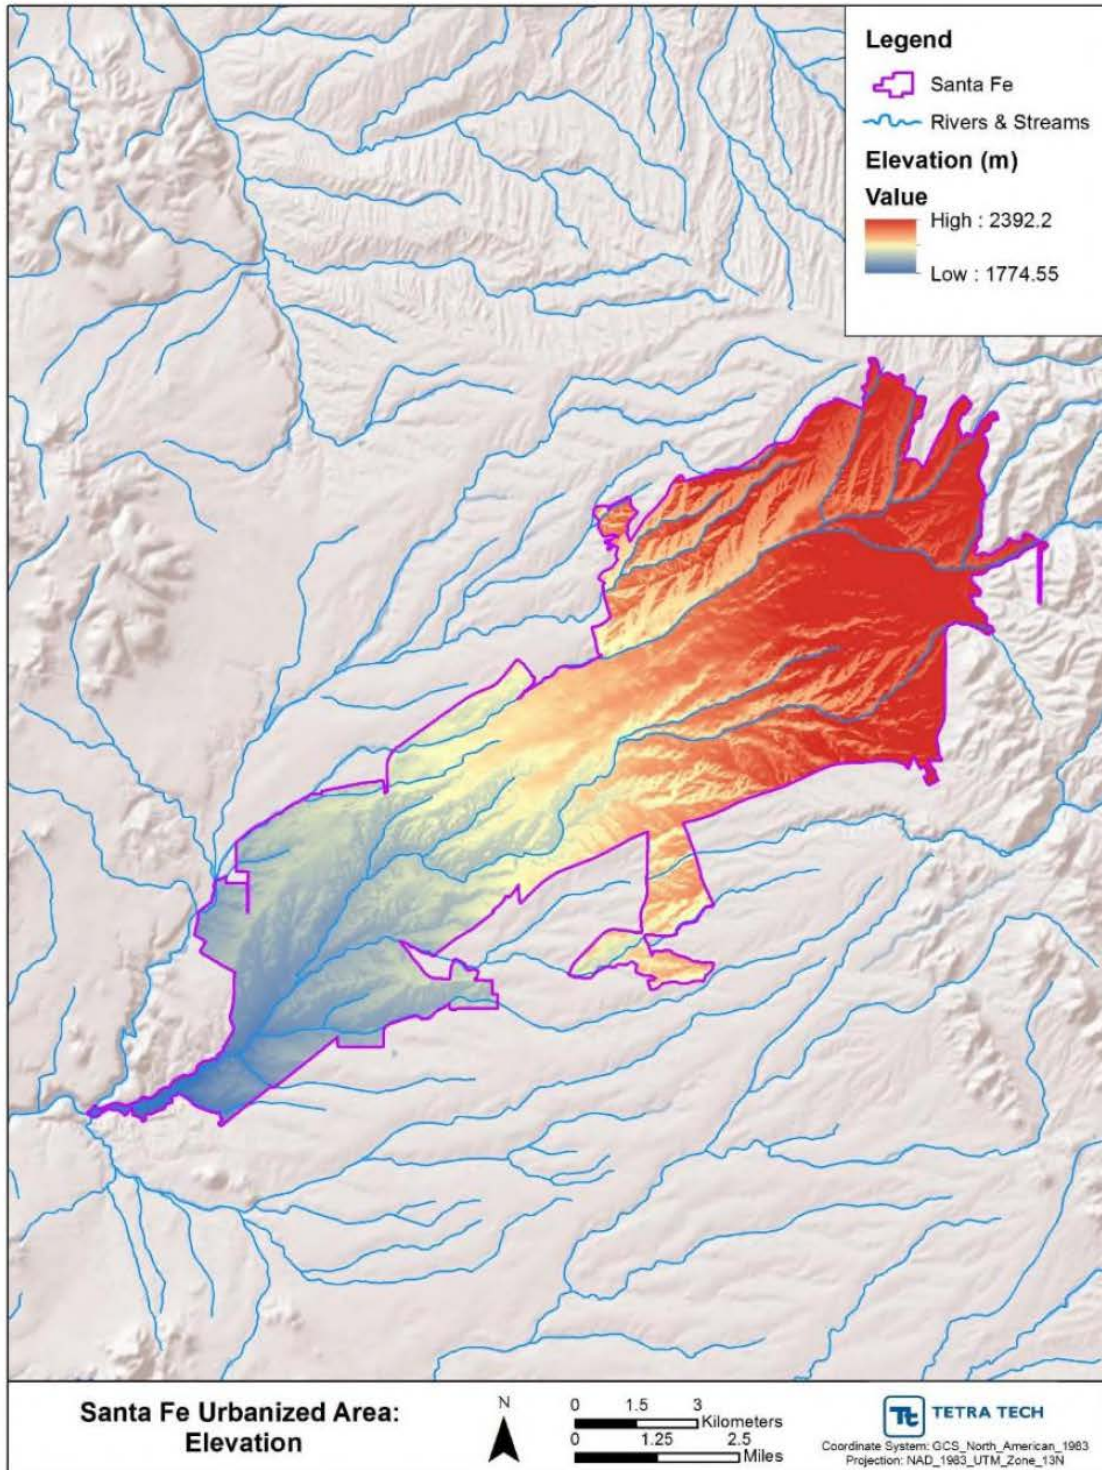 Legend
Santa Fe
Rivers & Streams
Elevation (m)
Value
High : 2392.2
Low : 1774.55
Santa Fe Urbanized Area:
Elevation
N
0 1.5 3
Kilometers
0 1.25 2.5
Miles
Tt TETRA TECH
Coordinate System: GCS_North_American_1983
Projection: NAD_1983_UTM_Zone_13N